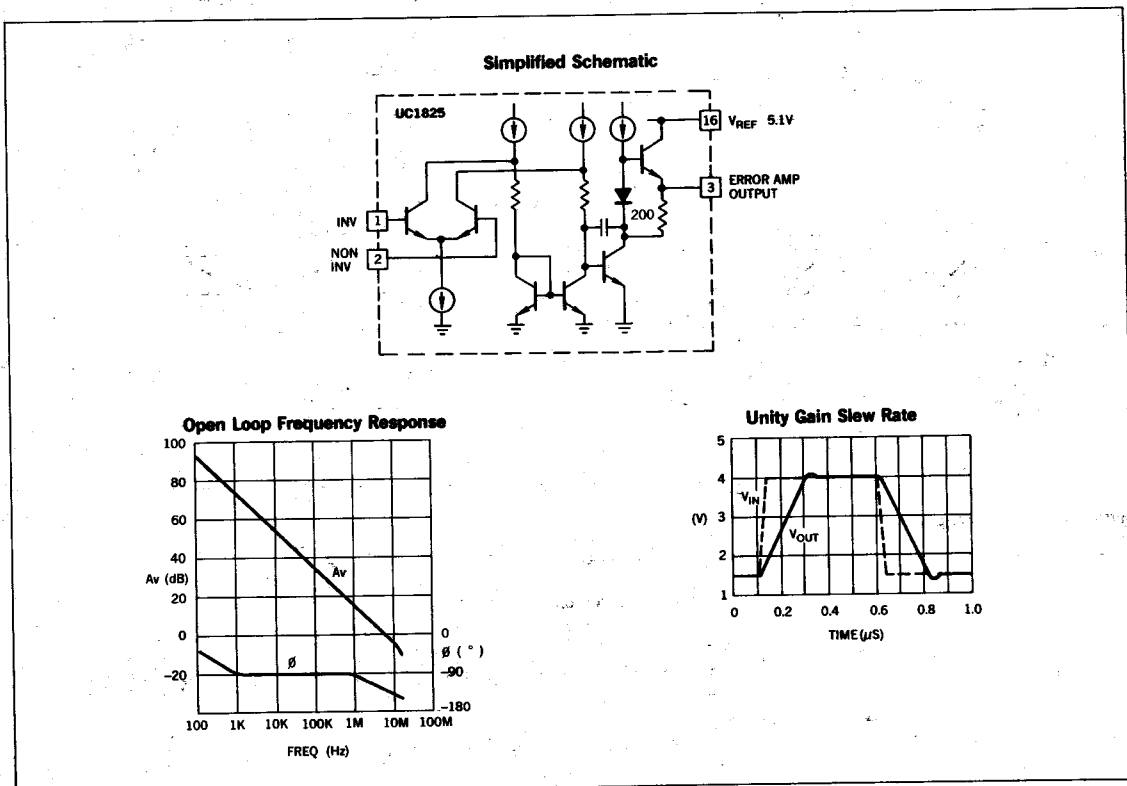 Simplified Schematic
UC1825
16 VREF 5.1V
3 ERROR AMP OUTPUT
200
INV 1
NON INV 2
Open Loop Frequency Response
100
80
60
40
Av (dB)
20
0
-20
Av
ø
0
ø (°)
-90
-180
100 1K 10K 100K 1M 10M 100M
FREQ (Hz)
Unity Gain Slew Rate
5
4
3
2
1
(V)
VIN
VOUT
0 0.2 0.4 0.6 0.8 1.0
TIME (μS)